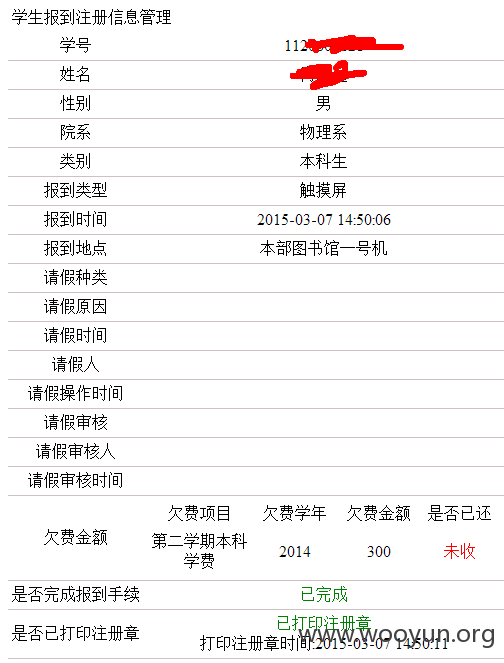 学生报到注册信息管理
学号 112
姓名
性别 男
院系 物理系
类别 本科生
报到类型 触摸屏
报到时间 2015-03-07 14:50:06
报到地点 本部图书馆一号机
请假种类
请假原因
请假时间
请假人
请假操作时间
请假审核
请假审核人
请假审核时间
欠费金额 欠费项目 欠费学年 欠费金额 是否已还
第二学期本科学费 2014 300 未收
是否完成报到手续 已完成
是否已打印注册章 已打印注册章
打印注册章时间:2015-03-07 14:50:11
www.wooyun.org